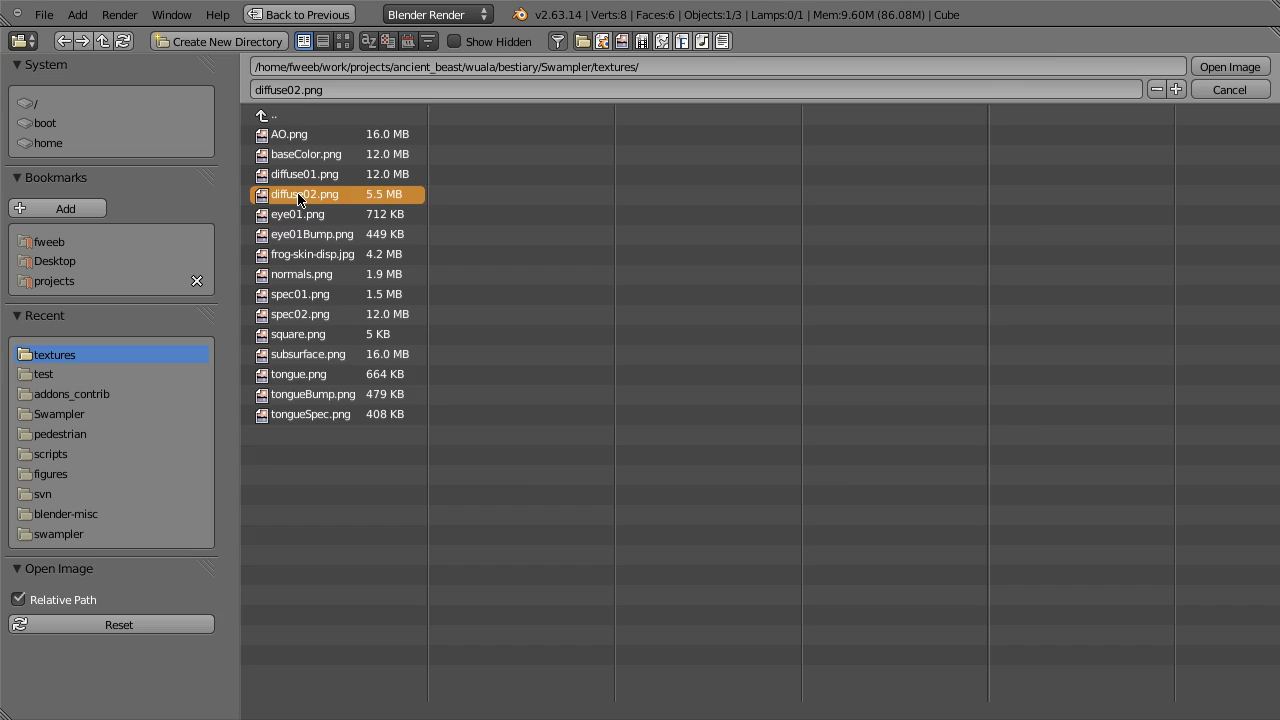 File Add Render Window Help Back to Previous Blender Render v2.63.14 | Verts:8 | Faces:6 | Objects:1/3 | Lamps:0/1 | Mem:9.60M (86.08M) | Cube
Create New Directory Show Hidden
System
/
boot
home
Bookmarks
Add
fweeb
Desktop
projects
Recent
textures
test
addons_contrib
Swampler
pedestrian
scripts
figures
svn
blender-misc
swampler
Open Image
Relative Path
Reset
/home/fweeb/work/projects/ancient_beast/wuala/bestiary/Swampler/textures/ Open Image
diffuse02.png Cancel
..
AO.png 16.0 MB
baseColor.png 12.0 MB
diffuse01.png 12.0 MB
diffuse02.png 5.5 MB
eye01.png 712 KB
eye01Bump.png 449 KB
frog-skin-disp.jpg 4.2 MB
normals.png 1.9 MB
spec01.png 1.5 MB
spec02.png 12.0 MB
square.png 5 KB
subsurface.png 16.0 MB
tongue.png 664 KB
tongueBump.png 479 KB
tongueSpec.png 408 KB